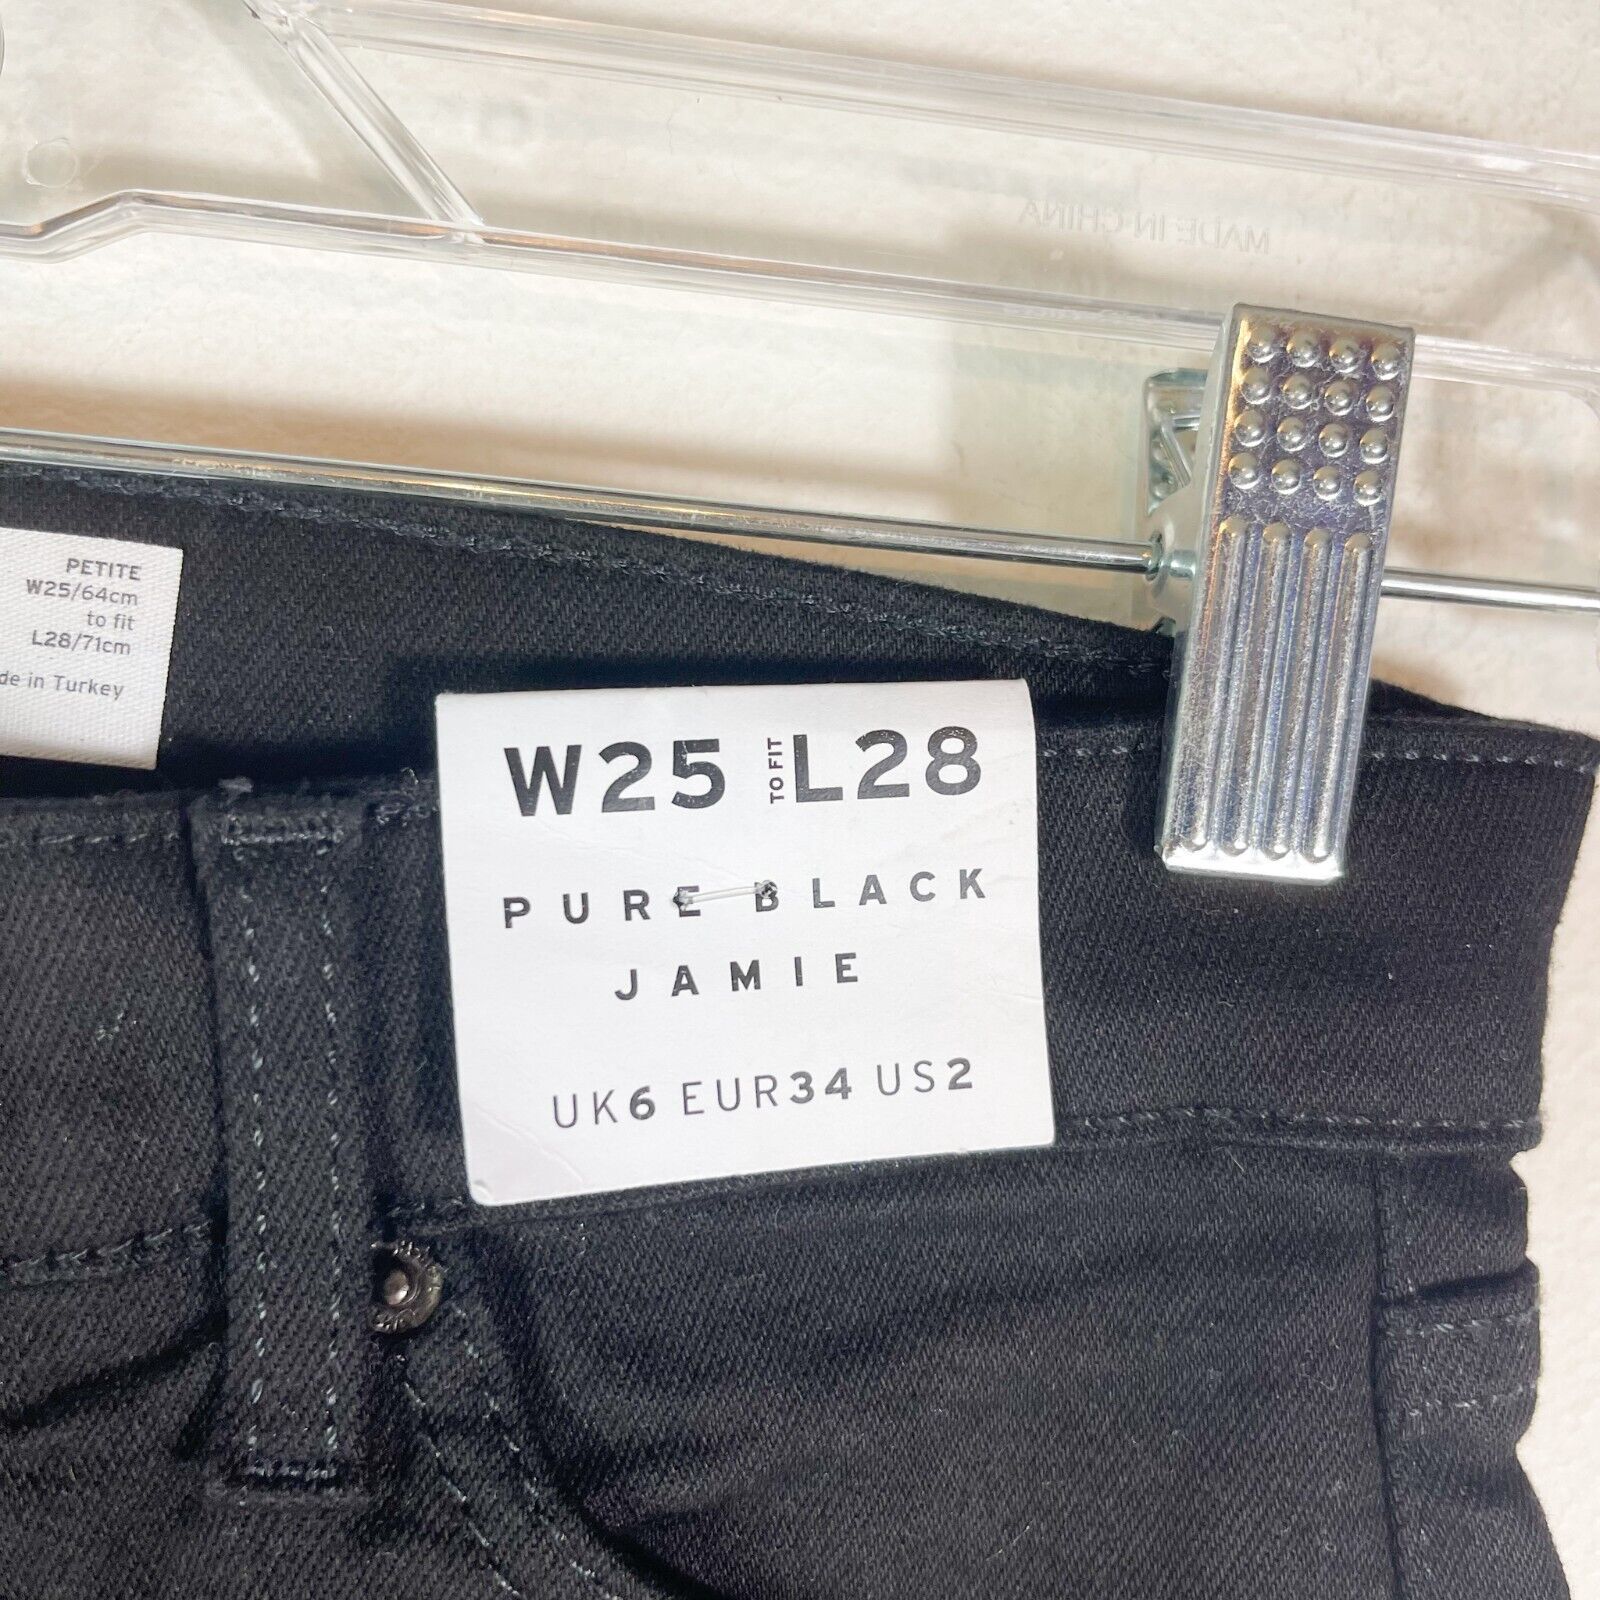 MADE IN CHINA
PETITE
W25/64cm
to fit
L28/71cm
de in Turkey
W25 TO FIT L28
PURE BLACK
JAMIE
UK6 EUR34 US2